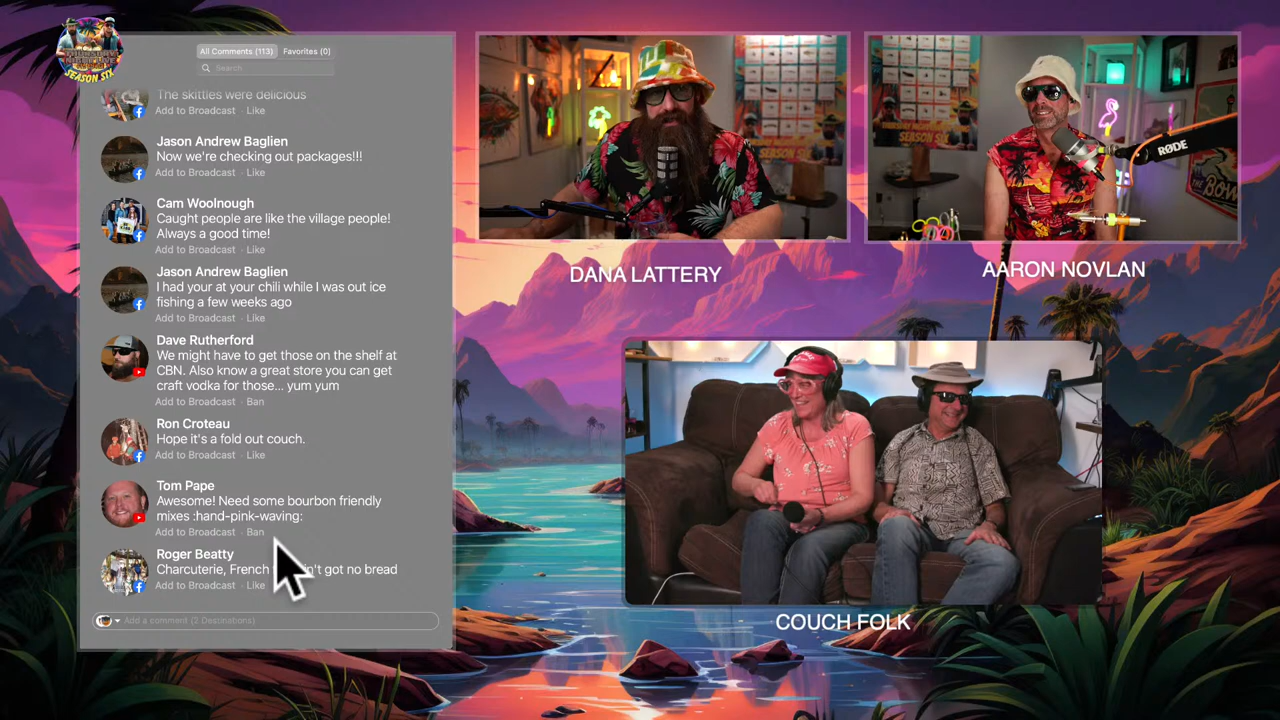 THURSDAY
NIGHT LIVE
SEASON SIX
All Comments (113) Favorites (0)
Search
The skittles were delicious
Add to Broadcast · Like
Jason Andrew Baglien
Now we're checking out packages!!!
Add to Broadcast · Like
Cam Woolnough
Caught people are like the village people!
Always a good time!
Add to Broadcast · Like
Jason Andrew Baglien
I had your at your chili while I was out ice
fishing a few weeks ago
Add to Broadcast · Like
Dave Rutherford
We might have to get those on the shelf at
CBN. Also know a great store you can get
craft vodka for those... yum yum
Add to Broadcast · Ban
Ron Croteau
Hope it's a fold out couch.
Add to Broadcast · Like
Tom Pape
Awesome! Need some bourbon friendly
mixes :hand-pink-waving:
Add to Broadcast · Ban
Roger Beatty
Charcuterie, French n't got no bread
Add to Broadcast · Like
Add a comment (2 Destinations)
SEASON SIX
RØDE
BOW
DANA LATTERY
AARON NOVLAN
COUCH FOLK